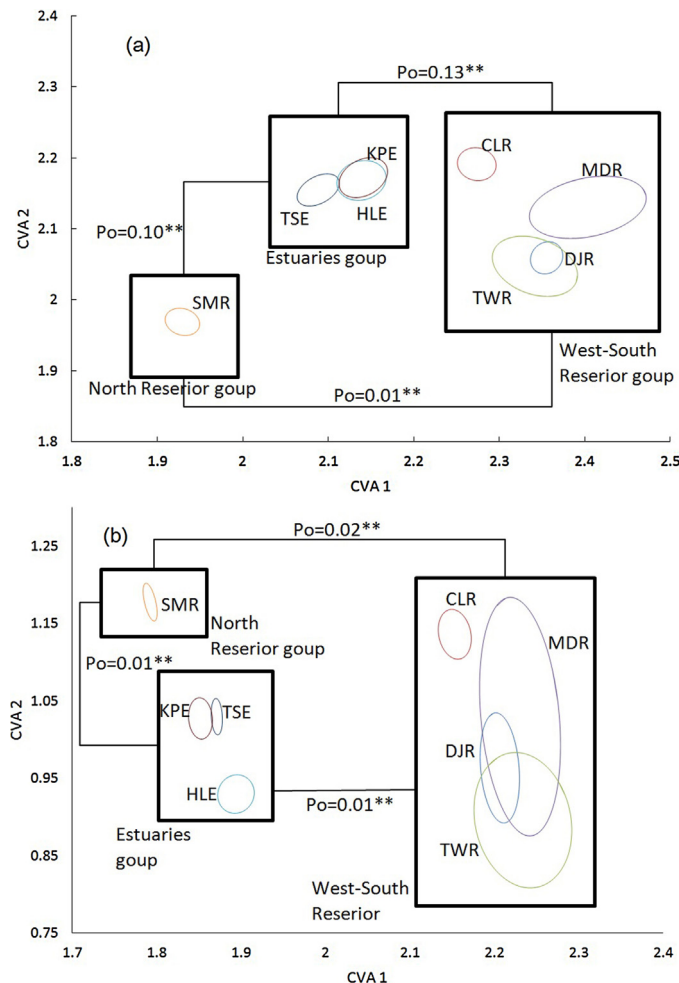 (a)
2.4
2.3
2.2
2.1
2
1.9
1.8
CVA 2
Po=0.13**
CLR
KPE
MDR
TSE
HLE
Po=0.10**
Estuaries goup
DJR
TWR
SMR
West-South
Reserior goup
North Reserior goup
Po=0.01**
1.8 1.9 2 2.1 2.2 2.3 2.4 2.5
CVA 1
(b)
1.25
1.15
1.05
0.95
0.85
0.75
CVA 2
Po=0.02**
SMR
CLR
North
Reserior goup
MDR
Po=0.01**
KPE
TSE
DJR
HLE
Po=0.01**
Estuaries
goup
TWR
West-South
Reserior
1.7 1.8 1.9 2 2.1 2.2 2.3 2.4
CVA 1